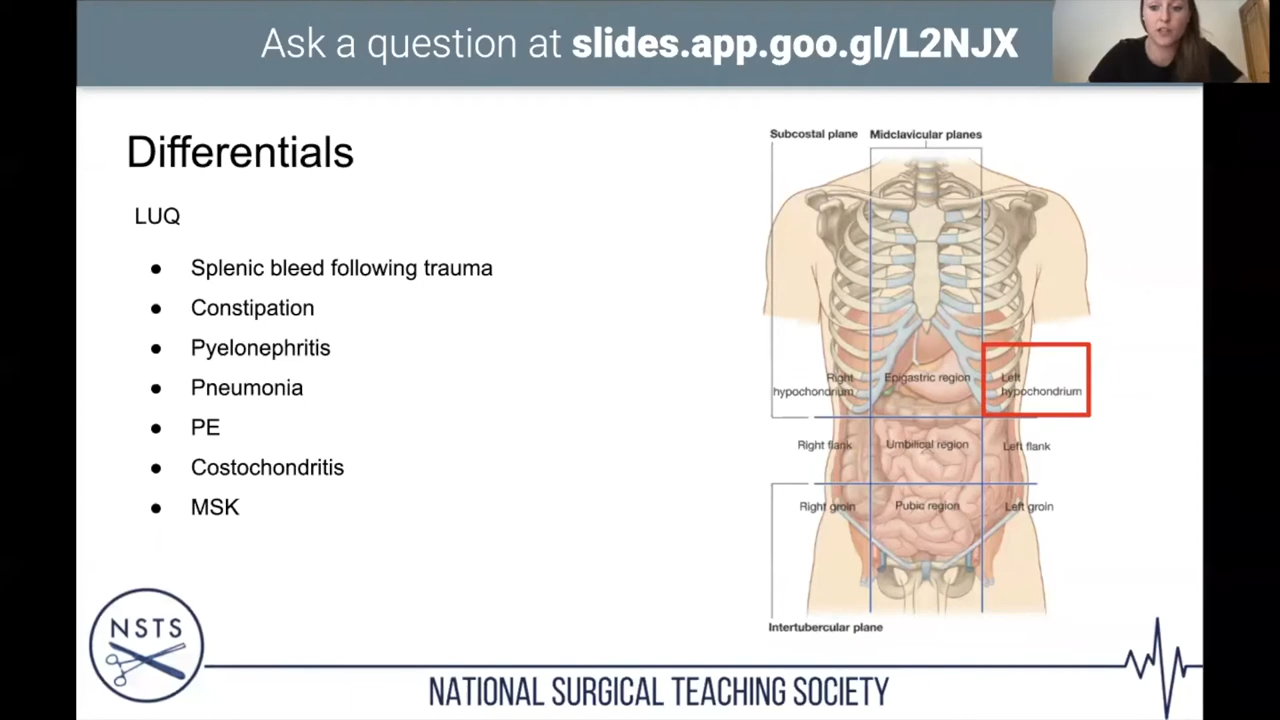 Ask a question at slides.app.goo.gl/L2NJX
Differentials
LUQ
● Splenic bleed following trauma
● Constipation
● Pyelonephritis
● Pneumonia
● PE
● Costochondritis
● MSK
Subcostal plane
Midclavicular planes
Right
hypochondrium
Epigastric region
Left
hypochondrium
Right flank
Umbilical region
Left flank
Right groin
Pubic region
Left groin
Intertubercular plane
NSTS
NATIONAL SURGICAL TEACHING SOCIETY